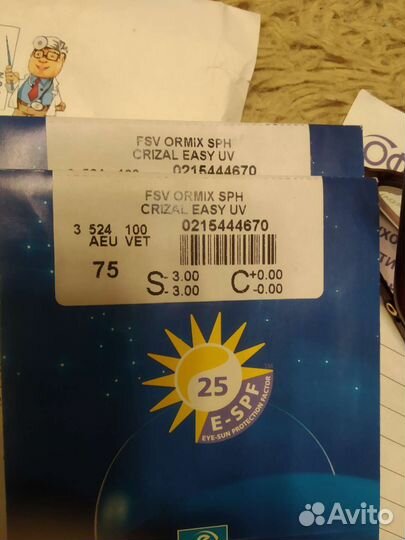 FSV ORMIX SPH
CRIZAL EASY UV
0215444670
FSV ORMIX SPH
CRIZAL EASY UV
3 524 100 0215444670
AEU VET
75 S -3.00 C +0.00
-3.00 -0.00
25
E-SPF
EYE-SUN PROTECTION FACTOR
Avito